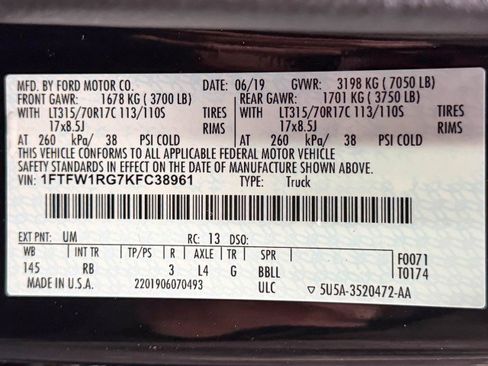 MFD. BY FORD MOTOR CO.
DATE: 06/19 GVWR: 3198 KG ( 7050 LB)
FRONT GAWR: 1678 KG ( 3700 LB) REAR GAWR: 1701 KG ( 3750 LB)
WITH LT315/70R17C 113/110S TIRES WITH LT315/70R17C 113/110S TIRES
17x8.5J RIMS 17x8.5J RIMS
AT 260 kPa/ 38 PSI COLD AT 260 kPa/ 38 PSI COLD
THIS VEHICLE CONFORMS TO ALL APPLICABLE FEDERAL MOTOR VEHICLE
SAFETY STANDARDS IN EFFECT ON THE DATE OF MANUFACTURE SHOWN ABOVE.
VIN: 1FTFW1RG7KFC38961 TYPE: Truck
EXT PNT: UM RC: 13 DSO:
WB INT TR TP/PS R AXLE TR SPR F0071
145 RB 3 L4 G BBLL T0174
MADE IN U.S.A. 2201906070493 ULC ▽ 5U5A-3520472-AA